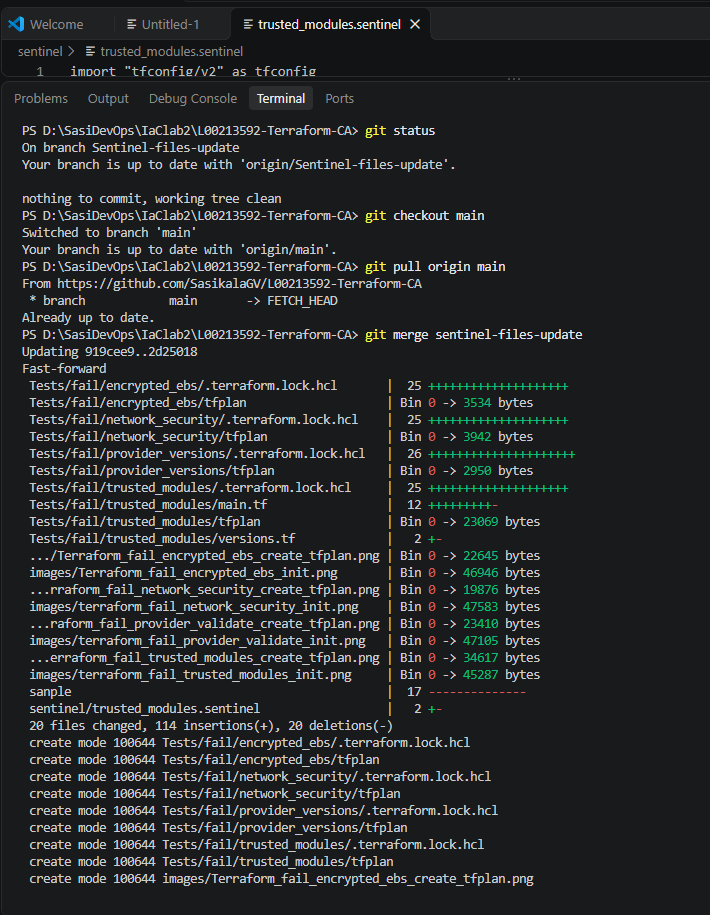 Welcome
Untitled-1
trusted_modules.sentinel
sentinel > trusted_modules.sentinel
1 import "tfconfig/v2" as tfconfig
Problems Output Debug Console Terminal Ports
PS D:\SasiDevOps\IaClab2\L00213592-Terraform-CA> git status
On branch Sentinel-files-update
Your branch is up to date with 'origin/Sentinel-files-update'.
nothing to commit, working tree clean
PS D:\SasiDevOps\IaClab2\L00213592-Terraform-CA> git checkout main
Switched to branch 'main'
Your branch is up to date with 'origin/main'.
PS D:\SasiDevOps\IaClab2\L00213592-Terraform-CA> git pull origin main
From https://github.com/SasikalaGV/L00213592-Terraform-CA
 * branch            main       -> FETCH_HEAD
Already up to date.
PS D:\SasiDevOps\IaClab2\L00213592-Terraform-CA> git merge sentinel-files-update
Updating 919cee9..2d25018
Fast-forward
 Tests/fail/encrypted_ebs/.terraform.lock.hcl       |  25 ++++++++++++++++++++
 Tests/fail/encrypted_ebs/tfplan                    | Bin 0 -> 3534 bytes
 Tests/fail/network_security/.terraform.lock.hcl    |  25 ++++++++++++++++++++
 Tests/fail/network_security/tfplan                 | Bin 0 -> 3942 bytes
 Tests/fail/provider_versions/.terraform.lock.hcl   |  26 +++++++++++++++++++++
 Tests/fail/provider_versions/tfplan                | Bin 0 -> 2950 bytes
 Tests/fail/trusted_modules/.terraform.lock.hcl     |  25 ++++++++++++++++++++
 Tests/fail/trusted_modules/main.tf                 |  12 +++++++++-
 Tests/fail/trusted_modules/tfplan                  | Bin 0 -> 23069 bytes
 Tests/fail/trusted_modules/versions.tf             |   2 +-
 .../Terraform_fail_encrypted_ebs_create_tfplan.png | Bin 0 -> 22645 bytes
 images/Terraform_fail_encrypted_ebs_init.png       | Bin 0 -> 46946 bytes
 ...rraform_fail_network_security_create_tfplan.png | Bin 0 -> 19876 bytes
 images/terraform_fail_network_security_init.png    | Bin 0 -> 47583 bytes
 ...raform_fail_provider_validate_create_tfplan.png | Bin 0 -> 23410 bytes
 images/terraform_fail_provider_validate_init.png   | Bin 0 -> 47105 bytes
 ...erraform_fail_trusted_modules_create_tfplan.png | Bin 0 -> 34617 bytes
 images/terraform_fail_trusted_modules_init.png     | Bin 0 -> 45287 bytes
 sanple                                             |  17 --------------
 sentinel/trusted_modules.sentinel                  |   2 +-
 20 files changed, 114 insertions(+), 20 deletions(-)
 create mode 100644 Tests/fail/encrypted_ebs/.terraform.lock.hcl
 create mode 100644 Tests/fail/encrypted_ebs/tfplan
 create mode 100644 Tests/fail/network_security/.terraform.lock.hcl
 create mode 100644 Tests/fail/network_security/tfplan
 create mode 100644 Tests/fail/provider_versions/.terraform.lock.hcl
 create mode 100644 Tests/fail/provider_versions/tfplan
 create mode 100644 Tests/fail/trusted_modules/.terraform.lock.hcl
 create mode 100644 Tests/fail/trusted_modules/tfplan
 create mode 100644 images/Terraform_fail_encrypted_ebs_create_tfplan.png